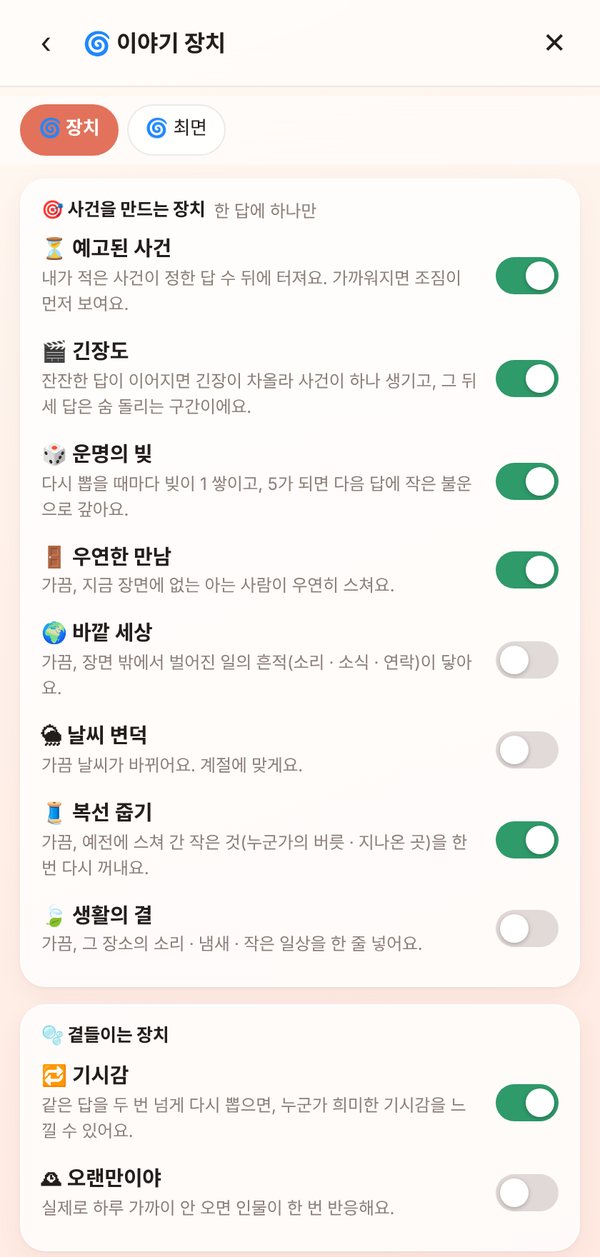 이야기 장치
장치
최면
사건을 만드는 장치 한 답에 하나만
예고된 사건
내가 적은 사건이 정한 답 수 뒤에 터져요. 가까워지면 조짐이
먼저 보여요.
긴장도
잔잔한 답이 이어지면 긴장이 차올라 사건이 하나 생기고, 그 뒤
세 답은 숨 돌리는 구간이에요.
운명의 빚
다시 뽑을 때마다 빚이 1 쌓이고, 5가 되면 다음 답에 작은 불운
으로 갚아요.
우연한 만남
가끔, 지금 장면에 없는 아는 사람이 우연히 스쳐요.
바깥 세상
가끔, 장면 밖에서 벌어진 일의 흔적(소리 · 소식 · 연락)이 닿아
요.
날씨 변덕
가끔 날씨가 바뀌어요. 계절에 맞게요.
복선 줍기
가끔, 예전에 스쳐 간 작은 것(누군가의 버릇 · 지나온 곳)을 한
번 다시 꺼내요.
생활의 결
가끔, 그 장소의 소리 · 냄새 · 작은 일상을 한 줄 넣어요.
곁들이는 장치
기시감
같은 답을 두 번 넘게 다시 뽑으면, 누군가 희미한 기시감을 느
낄 수 있어요.
오랜만이야
실제로 하루 가까이 안 오면 인물이 한 번 반응해요.